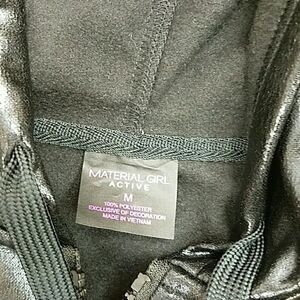 MATERIAL GIRL
ACTIVE
M
100% POLYESTER
EXCLUSIVE OF DECORATION
MADE IN VIETNAM